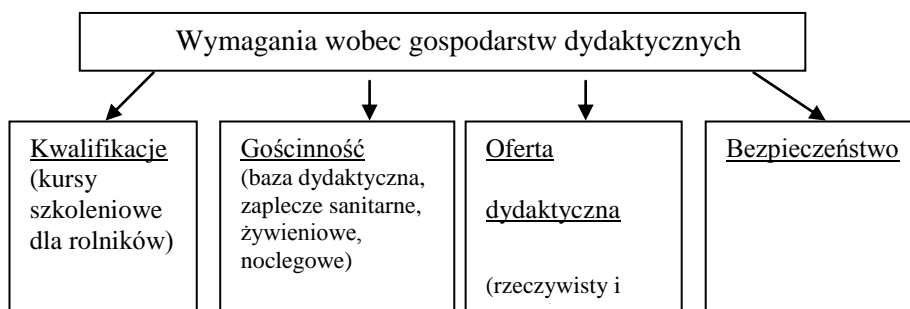 Wymagania wobec gospodarstw dydaktycznych
Kwalifikacje
(kursy
szkoleniowe
dla rolników)
Gościnność
(baza dydaktyczna,
zaplecze sanitarne,
żywieniowe,
noclegowe)
Oferta
dydaktyczna
(rzeczywisty i
Bezpieczeństwo